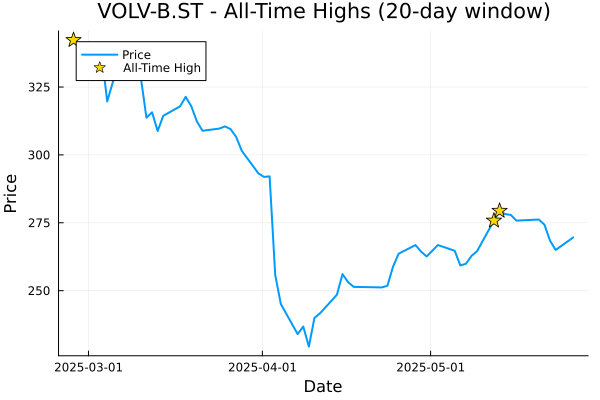 VOLV-B.ST - All-Time Highs (20-day window)
Price
All-Time High
325
300
275
250
Price
2025-03-01
2025-04-01
2025-05-01
Date